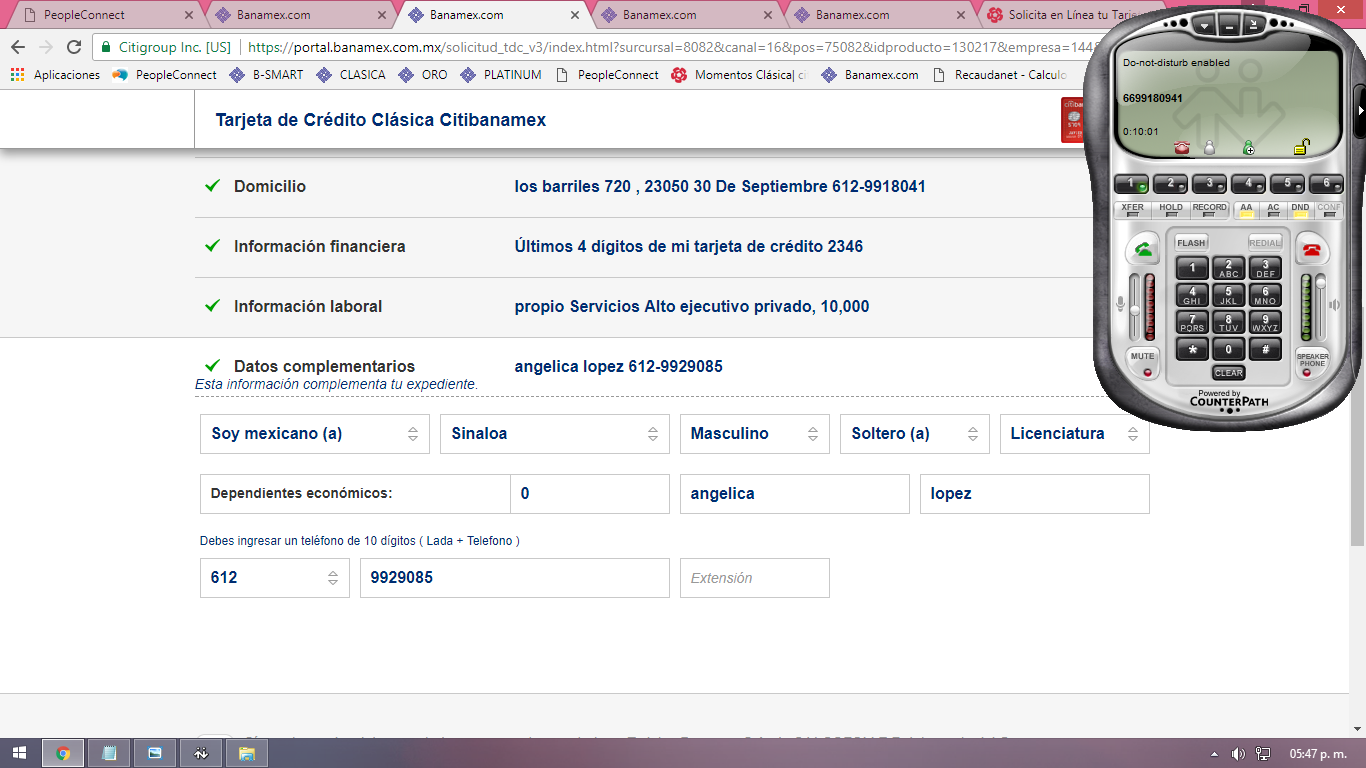 PeopleConnect
Banamex.com
Banamex.com
Banamex.com
Banamex.com
Solicita en Línea tu Tarje
Citigroup Inc. [US]
https://portal.banamex.com.mx/solicitud_tdc_v3/index.html?surcursal=8082&canal=16&pos=75082&idproducto=130217&empresa=1448
Aplicaciones PeopleConnect B-SMART CLASICA ORO PLATINUM PeopleConnect Momentos Clásica| ci Banamex.com Recaudanet - Calculo
Tarjeta de Crédito Clásica Citibanamex
Domicilio los barriles 720 , 23050 30 De Septiembre 612-9918041
Información financiera Últimos 4 dígitos de mi tarjeta de crédito 2346
Información laboral propio Servicios Alto ejecutivo privado, 10,000
Datos complementarios angelica lopez 612-9929085
Esta información complementa tu expediente.
Soy mexicano (a) Sinaloa Masculino Soltero (a) Licenciatura
Dependientes económicos: 0 angelica lopez
Debes ingresar un teléfono de 10 dígitos ( Lada + Telefono )
612 9929085 Extensión
Do-not-disturb enabled
6699180941
0:10:01
1 2 3 4 5 6
XFER HOLD RECORD AA AC DND CONF
FLASH REDIAL
1 2 ABC 3 DEF
4 GHI 5 JKL 6 MNO
7 PQRS 8 TUV 9 WXYZ
* 0 #
MUTE CLEAR SPEAKER PHONE
Powered by
COUNTERPATH
05:47 p. m.